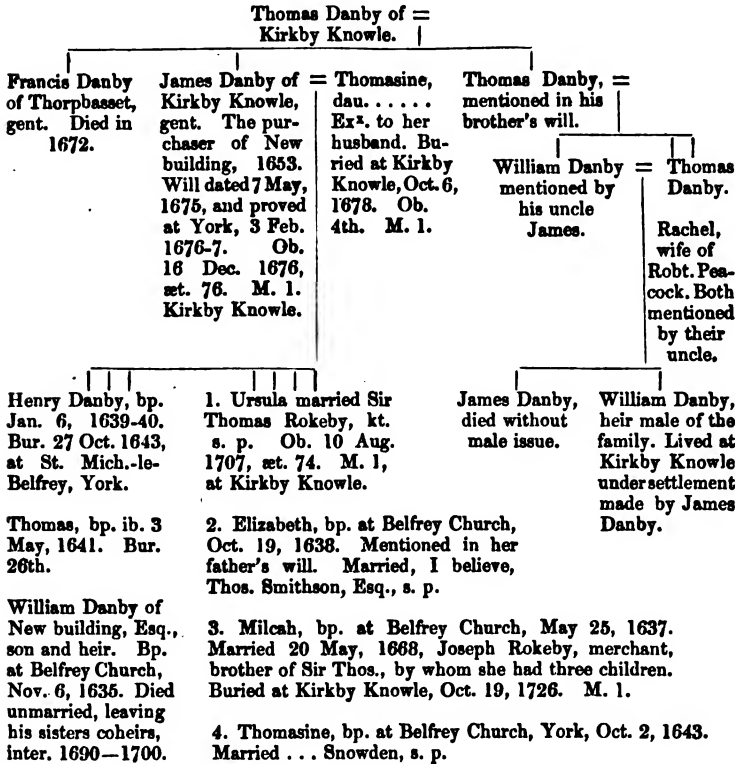 Thomas Danby of =
Kirkby Knowle.
Francis Danby
of Thorpbasset,
gent. Died in
1672.
James Danby of =
Kirkby Knowle,
gent. The pur-
chaser of New
building, 1653.
Will dated 7 May,
1675, and proved
at York, 3 Feb.
1676-7. Ob.
16 Dec. 1676,
æt. 76. M. 1.
Kirkby Knowle.
Thomasine,
dau. . . . . . .
Exx. to her
husband. Bu-
ried at Kirkby
Knowle, Oct. 6,
1678. Ob.
4th. M. 1.
Thomas Danby, =
mentioned in his
brother's will.
William Danby =
mentioned by
his uncle
James.
Thomas
Danby.
Rachel,
wife of
Robt. Pea-
cock. Both
mentioned
by their
uncle.
Henry Danby, bp.
Jan. 6, 1639-40.
Bur. 27 Oct. 1643,
at St. Mich.-le-
Belfrey, York.
Thomas, bp. ib. 3
May, 1641. Bur.
26th.
William Danby of
New building, Esq.,
son and heir. Bp.
at Belfrey Church,
Nov. 6, 1635. Died
unmarried, leaving
his sisters coheirs,
inter. 1690—1700.
1. Ursula married Sir
Thomas Rokeby, kt.
s. p. Ob. 10 Aug.
1707, æt. 74. M. 1,
at Kirkby Knowle.
2. Elizabeth, bp. at Belfrey Church,
Oct. 19, 1638. Mentioned in her
father's will. Married, I believe,
Thos. Smithson, Esq., s. p.
3. Milcah, bp. at Belfrey Church, May 25, 1637.
Married 20 May, 1668, Joseph Rokeby, merchant,
brother of Sir Thos., by whom she had three children.
Buried at Kirkby Knowle, Oct. 19, 1726. M. 1.
4. Thomasine, bp. at Belfrey Church, York, Oct. 2, 1643.
Married . . . Snowden, s. p.
James Danby,
died without
male issue.
William Danby,
heir male of the
family. Lived at
Kirkby Knowle
under settlement
made by James
Danby.